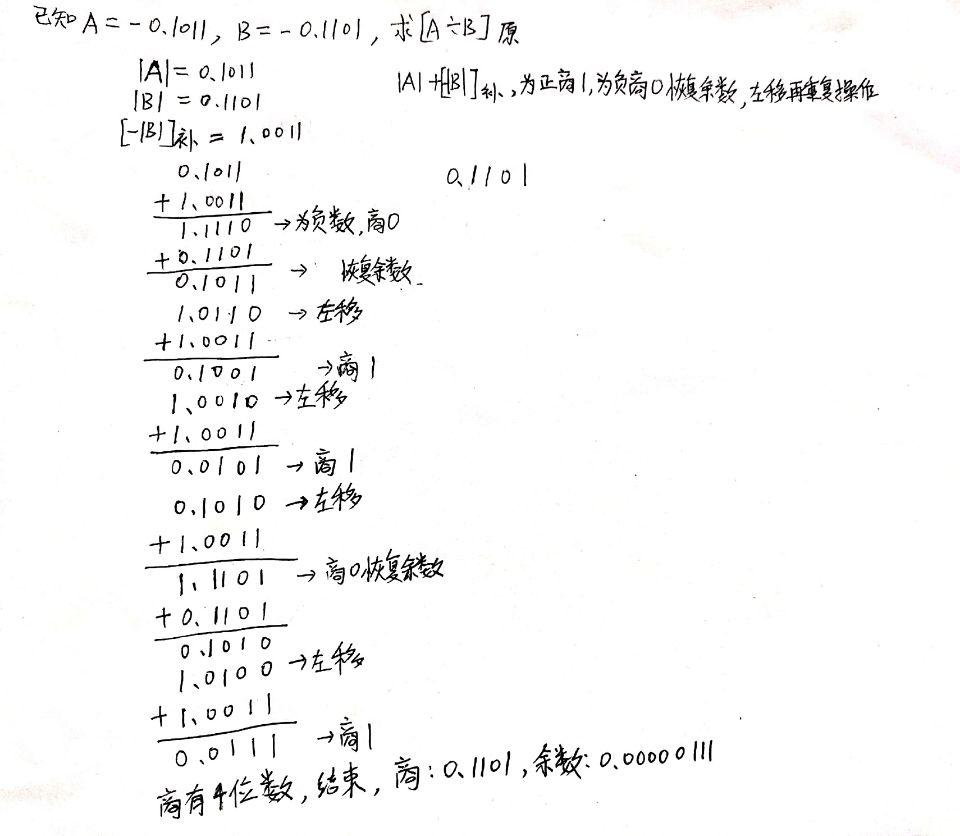 已知 A = -0.1011, B = -0.1101, 求[A÷B]原
|A| = 0.1011
|A|+[-|B|]补, 为正商1, 为负商0恢复余数, 左移再重复操作
|B| = 0.1101
[-|B|]补 = 1.0011
0.1011
0.1101
+1.0011
1.1110 →为负数, 商0
+0.1101
0.1011 → 恢复余数
1.0110 →左移
+1.0011
0.1001 →商1
1.0010 →左移
+1.0011
0.0101 →商1
0.1010 →左移
+1.0011
1.1101 →商0恢复余数
+0.1101
0.1010
1.0100 →左移
+1.0011
0.0111 →商1
商有4位数, 结束, 商: 0.1101, 余数: 0.00000111